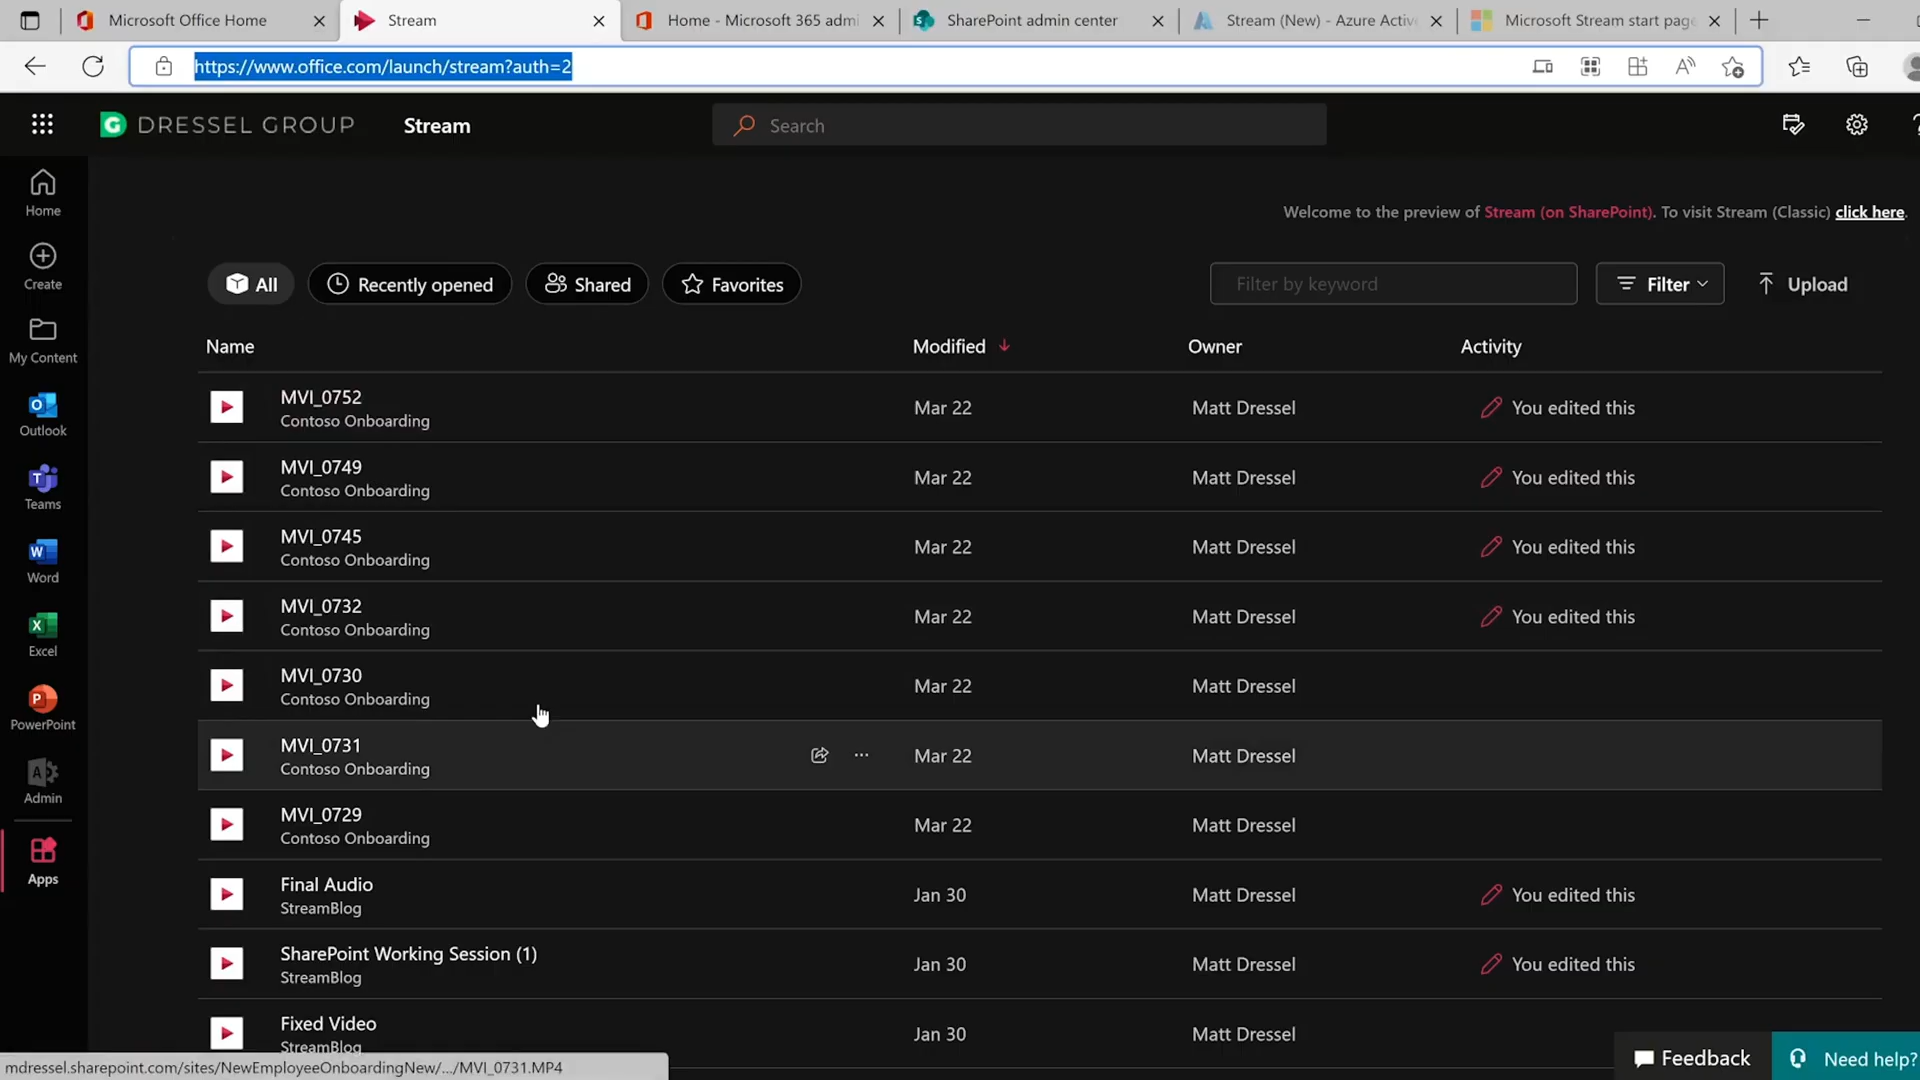 Microsoft Office Home
Stream
Home - Microsoft 365 admi
SharePoint admin center
Stream (New) - Azure Activ
Microsoft Stream start page
https://www.office.com/launch/stream?auth=2
DRESSEL GROUP
Stream
Search
Home
Create
My Content
Outlook
Teams
Word
Excel
PowerPoint
Admin
Apps
Welcome to the preview of Stream (on SharePoint). To visit Stream (Classic) click here.
All
Recently opened
Shared
Favorites
Filter by keyword
Filter
Upload
Name
Modified
Owner
Activity
MVI_0752
Contoso Onboarding
Mar 22
Matt Dressel
You edited this
MVI_0749
Contoso Onboarding
Mar 22
Matt Dressel
You edited this
MVI_0745
Contoso Onboarding
Mar 22
Matt Dressel
You edited this
MVI_0732
Contoso Onboarding
Mar 22
Matt Dressel
You edited this
MVI_0730
Contoso Onboarding
Mar 22
Matt Dressel
MVI_0731
Contoso Onboarding
Mar 22
Matt Dressel
MVI_0729
Contoso Onboarding
Mar 22
Matt Dressel
Final Audio
StreamBlog
Jan 30
Matt Dressel
You edited this
SharePoint Working Session (1)
StreamBlog
Jan 30
Matt Dressel
You edited this
Fixed Video
StreamBlog
Jan 30
Matt Dressel
Feedback
Need help?
mdressel.sharepoint.com/sites/NewEmployeeOnboardingNew/.../MVI_0731.MP4